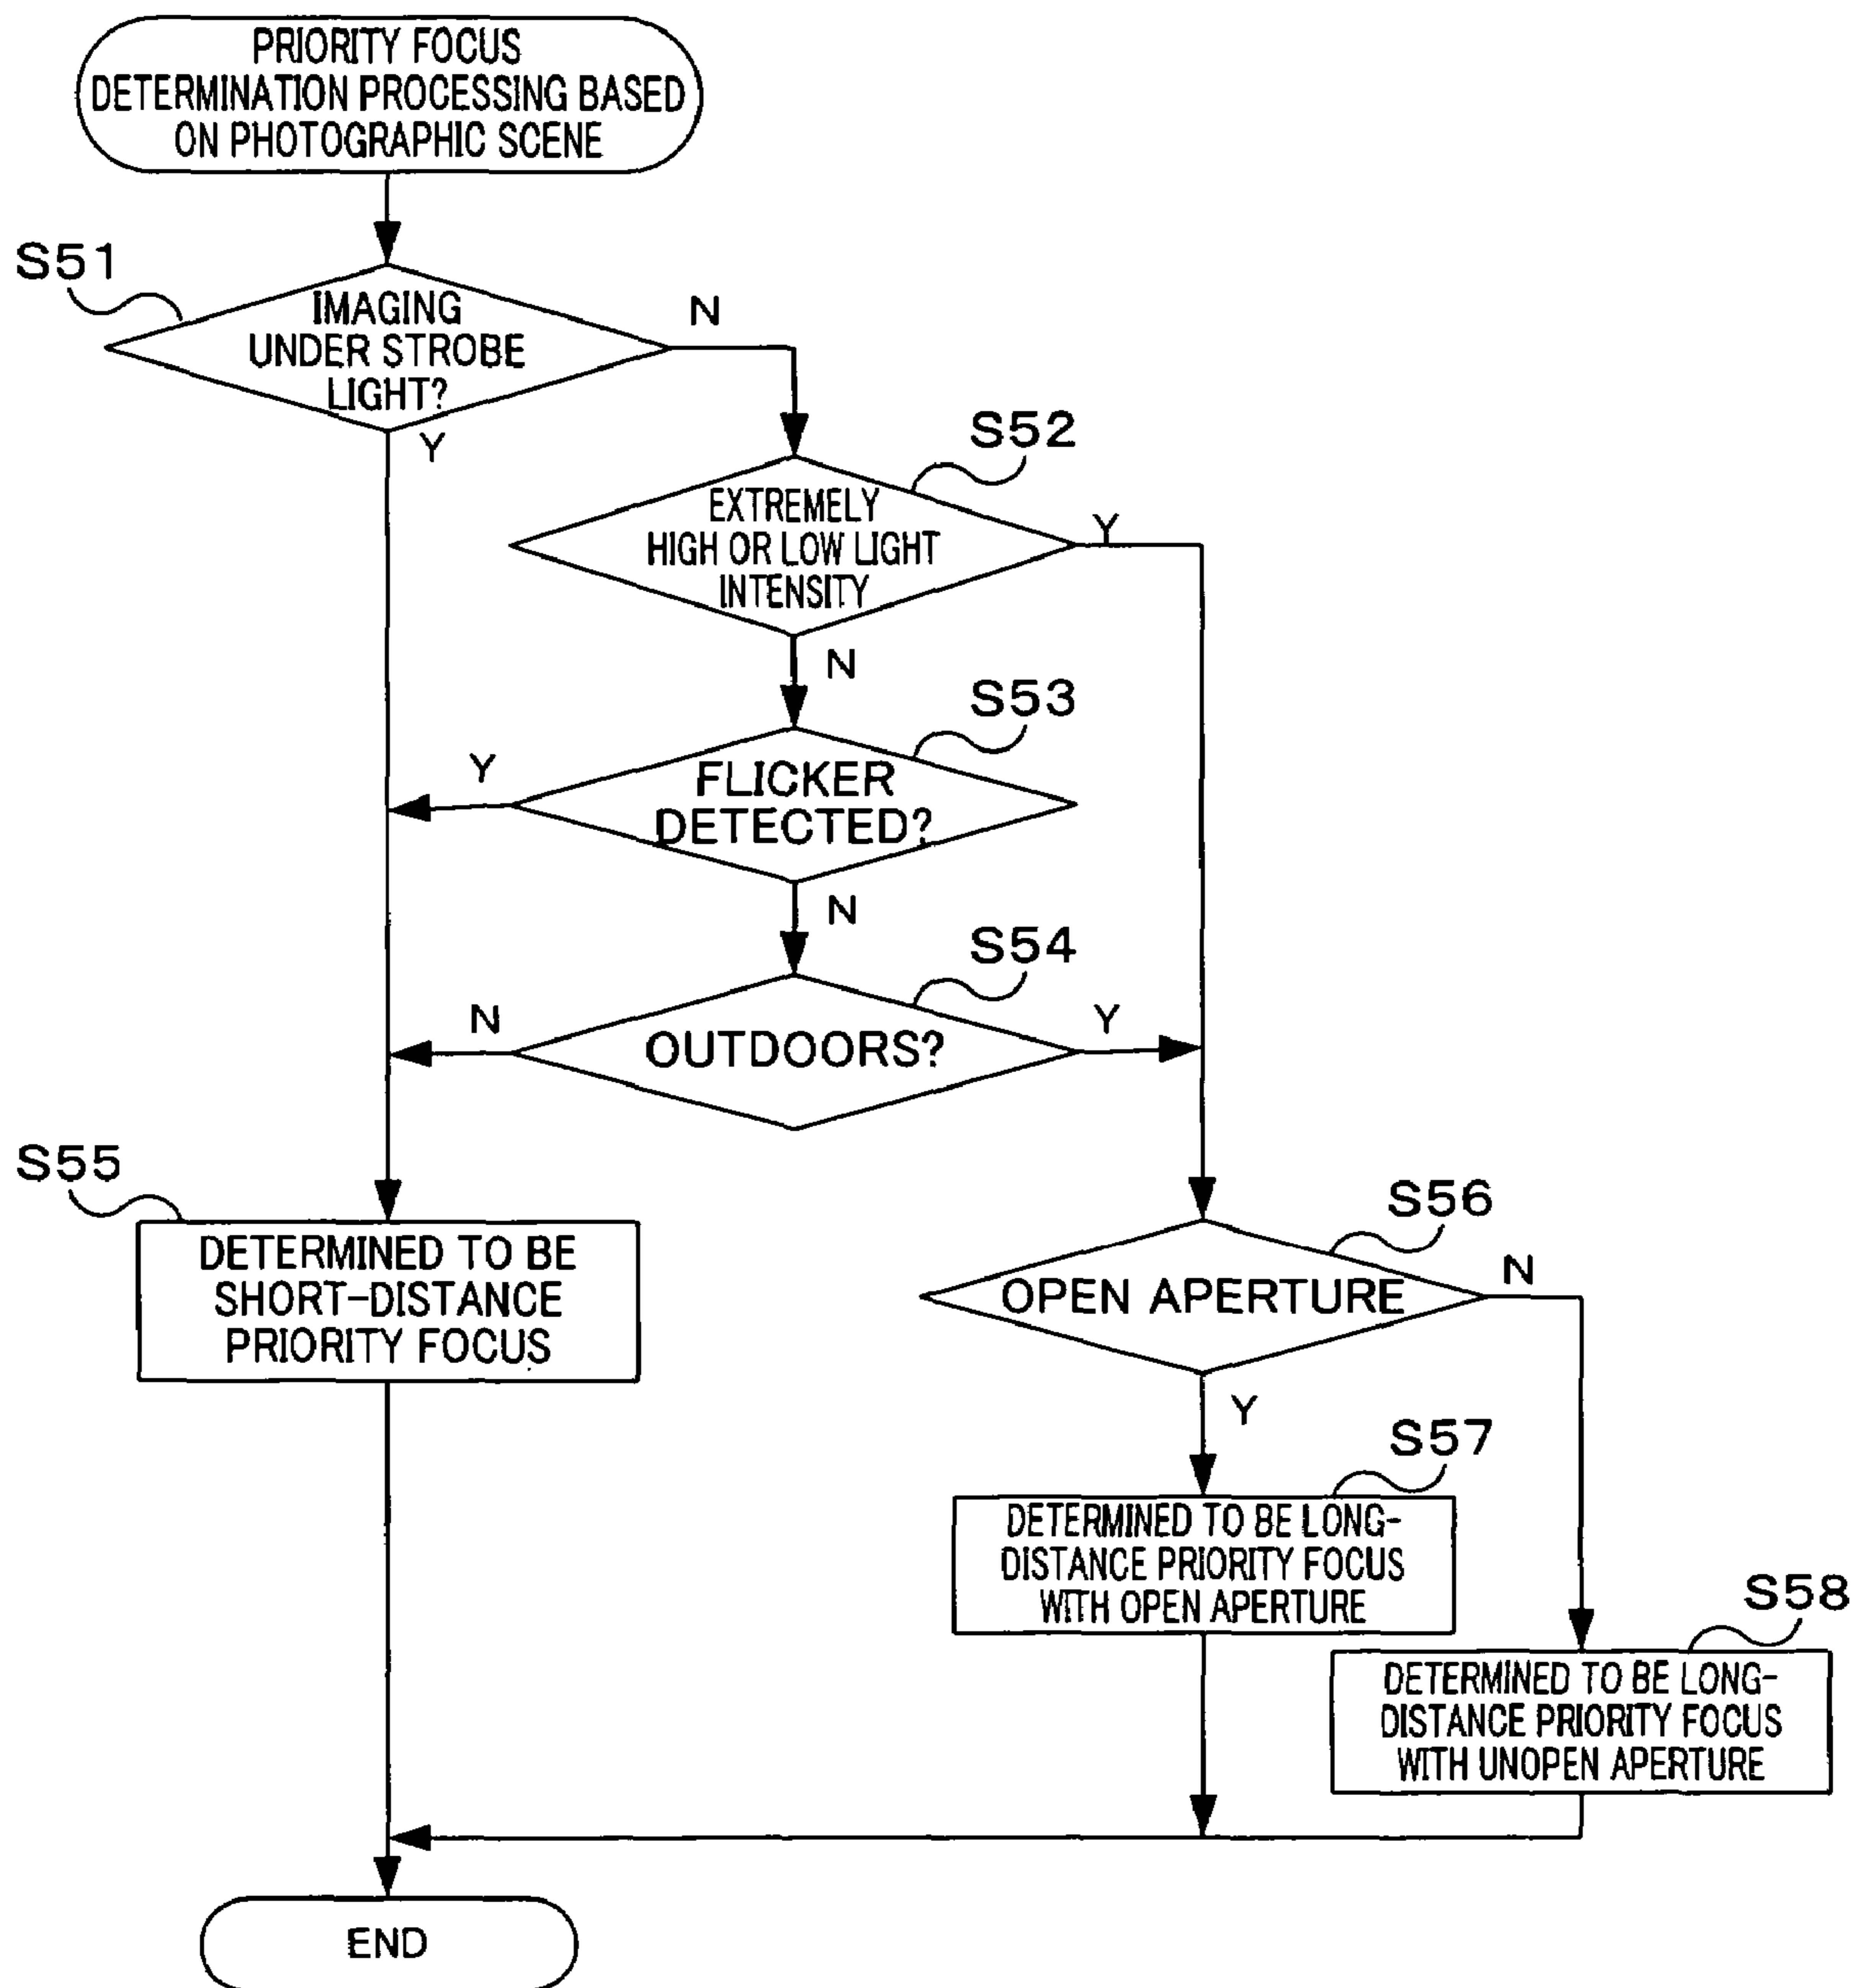 PRIORITY FOCUS
DETERMINATION PROCESSING BASED
ON PHOTOGRAPHIC SCENE
S51
IMAGING
UNDER STROBE
LIGHT?
N
Y
S52
EXTREMELY
HIGH OR LOW LIGHT
INTENSITY
Y
N
S53
FLICKER
DETECTED?
Y
N
S54
OUTDOORS?
N
Y
S55
DETERMINED TO BE
SHORT-DISTANCE
PRIORITY FOCUS
S56
OPEN APERTURE
N
Y
S57
DETERMINED TO BE LONG-
DISTANCE PRIORITY FOCUS
WITH OPEN APERTURE
S58
DETERMINED TO BE LONG-
DISTANCE PRIORITY FOCUS
WITH UNOPEN APERTURE
END